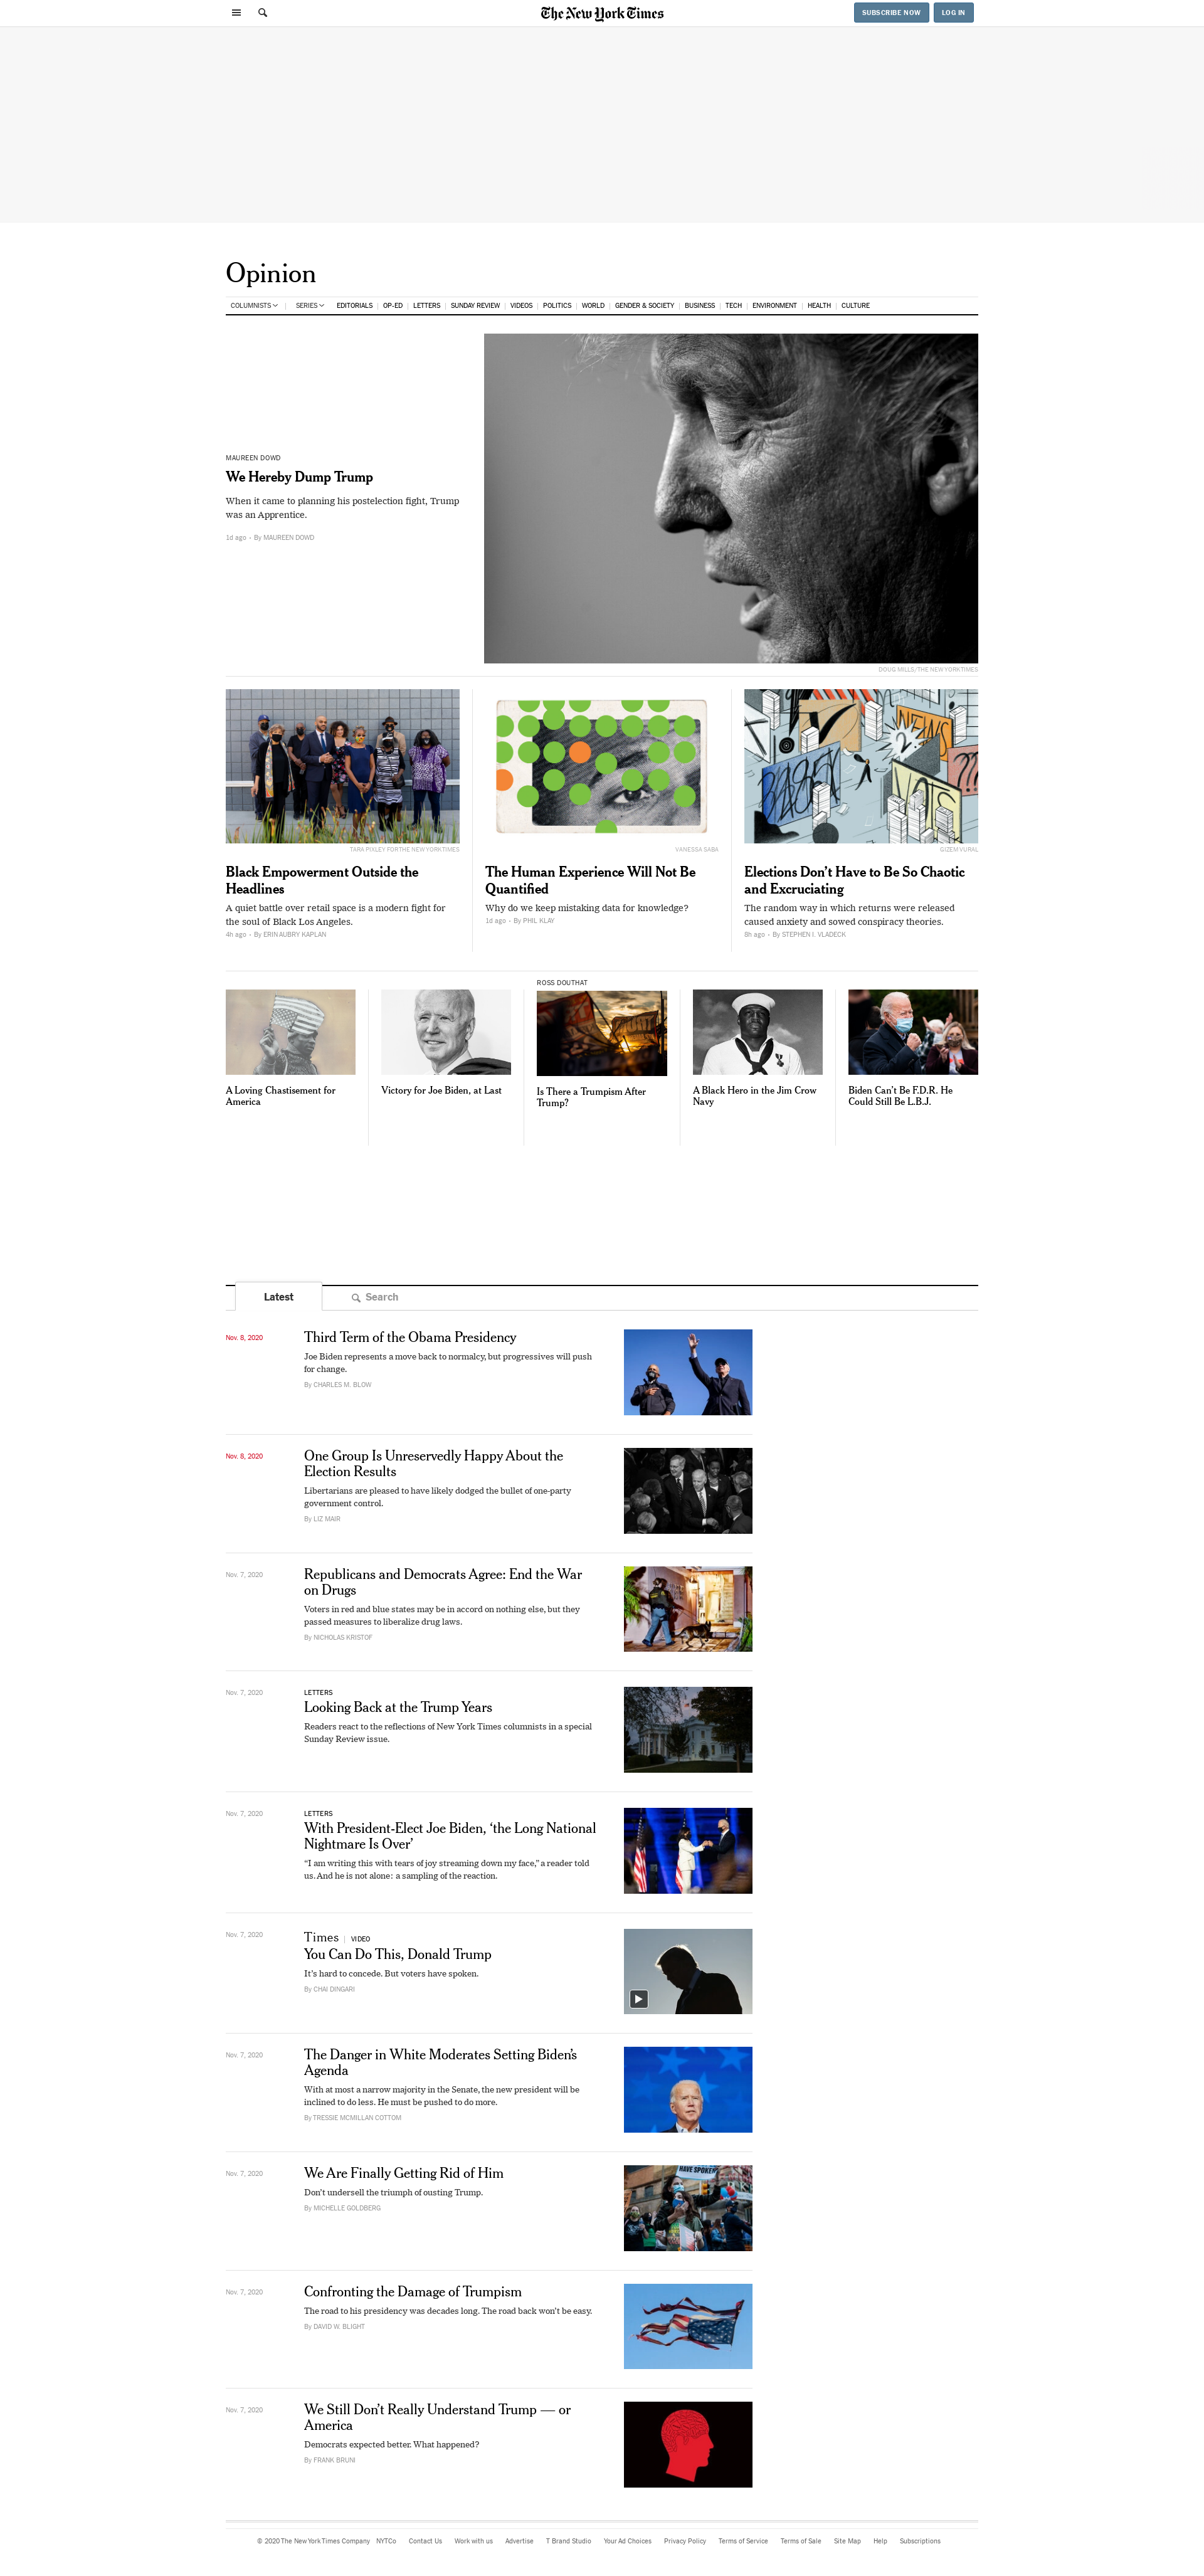 The New York Times
SUBSCRIBE NOW
LOG IN
Opinion
COLUMNISTS | SERIES EDITORIALS | OP-ED | LETTERS | SUNDAY REVIEW | VIDEOS | POLITICS | WORLD | GENDER & SOCIETY | BUSINESS | TECH | ENVIRONMENT | HEALTH | CULTURE
MAUREEN DOWD
We Hereby Dump Trump
When it came to planning his postelection fight, Trump
was an Apprentice.
1d ago • By MAUREEN DOWD
DOUG MILLS/THE NEW YORK TIMES
TARA PIXLEY FOR THE NEW YORK TIMES
Black Empowerment Outside the
Headlines
A quiet battle over retail space is a modern fight for
the soul of Black Los Angeles.
4h ago • By ERIN AUBRY KAPLAN
VANESSA SABA
The Human Experience Will Not Be
Quantified
Why do we keep mistaking data for knowledge?
1d ago • By PHIL KLAY
NEWS
GIZEM VURAL
Elections Don’t Have to Be So Chaotic
and Excruciating
The random way in which returns were released
caused anxiety and sowed conspiracy theories.
8h ago • By STEPHEN I. VLADECK
A Loving Chastisement for
America
Victory for Joe Biden, at Last
ROSS DOUTHAT
Is There a Trumpism After
Trump?
A Black Hero in the Jim Crow
Navy
Biden Can’t Be F.D.R. He
Could Still Be L.B.J.
Latest
Search
Nov. 8, 2020
Third Term of the Obama Presidency
Joe Biden represents a move back to normalcy, but progressives will push
for change.
By CHARLES M. BLOW
Nov. 8, 2020
One Group Is Unreservedly Happy About the
Election Results
Libertarians are pleased to have likely dodged the bullet of one-party
government control.
By LIZ MAIR
Nov. 7, 2020
Republicans and Democrats Agree: End the War
on Drugs
Voters in red and blue states may be in accord on nothing else, but they
passed measures to liberalize drug laws.
By NICHOLAS KRISTOF
Nov. 7, 2020
LETTERS
Looking Back at the Trump Years
Readers react to the reflections of New York Times columnists in a special
Sunday Review issue.
Nov. 7, 2020
LETTERS
With President-Elect Joe Biden, ‘the Long National
Nightmare Is Over’
“I am writing this with tears of joy streaming down my face,” a reader told
us. And he is not alone: a sampling of the reaction.
Nov. 7, 2020
Times | VIDEO
You Can Do This, Donald Trump
It’s hard to concede. But voters have spoken.
By CHAI DINGARI
Nov. 7, 2020
The Danger in White Moderates Setting Biden’s
Agenda
With at most a narrow majority in the Senate, the new president will be
inclined to do less. He must be pushed to do more.
By TRESSIE MCMILLAN COTTOM
Nov. 7, 2020
We Are Finally Getting Rid of Him
Don’t undersell the triumph of ousting Trump.
By MICHELLE GOLDBERG
HAVE SPOKEN
Nov. 7, 2020
Confronting the Damage of Trumpism
The road to his presidency was decades long. The road back won’t be easy.
By DAVID W. BLIGHT
Nov. 7, 2020
We Still Don’t Really Understand Trump — or
America
Democrats expected better. What happened?
By FRANK BRUNI
© 2020 The New York Times Company NYTCo Contact Us Work with us Advertise T Brand Studio Your Ad Choices Privacy Policy Terms of Service Terms of Sale Site Map Help Subscriptions